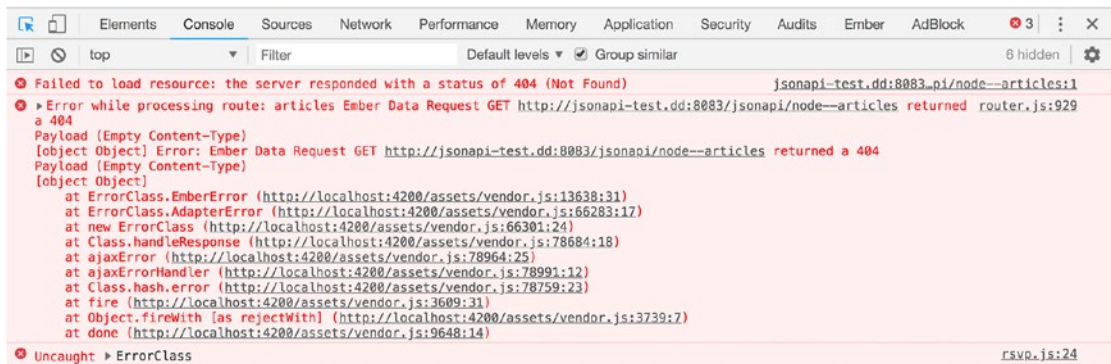 Elements Console Sources Network Performance Memory Application Security Audits Ember AdBlock 3
top Filter Default levels Group similar 6 hidden
Failed to load resource: the server responded with a status of 404 (Not Found) jsonapi-test.dd:8083…pi/node--articles:1
Error while processing route: articles Ember Data Request GET http://jsonapi-test.dd:8083/jsonapi/node--articles returned router.js:929
a 404
Payload (Empty Content-Type)
[object Object] Error: Ember Data Request GET http://jsonapi-test.dd:8083/jsonapi/node--articles returned a 404
Payload (Empty Content-Type)
[object Object]
at ErrorClass.EmberError (http://localhost:4200/assets/vendor.js:13638:31)
at ErrorClass.AdapterError (http://localhost:4200/assets/vendor.js:66283:17)
at new ErrorClass (http://localhost:4200/assets/vendor.js:66301:24)
at Class.handleResponse (http://localhost:4200/assets/vendor.js:78684:18)
at ajaxError (http://localhost:4200/assets/vendor.js:78964:25)
at ajaxErrorHandler (http://localhost:4200/assets/vendor.js:78991:12)
at Class.hash.error (http://localhost:4200/assets/vendor.js:78759:23)
at fire (http://localhost:4200/assets/vendor.js:3609:31)
at Object.fireWith [as rejectWith] (http://localhost:4200/assets/vendor.js:3739:7)
at done (http://localhost:4200/assets/vendor.js:9648:14)
Uncaught ErrorClass rsvp.js:24